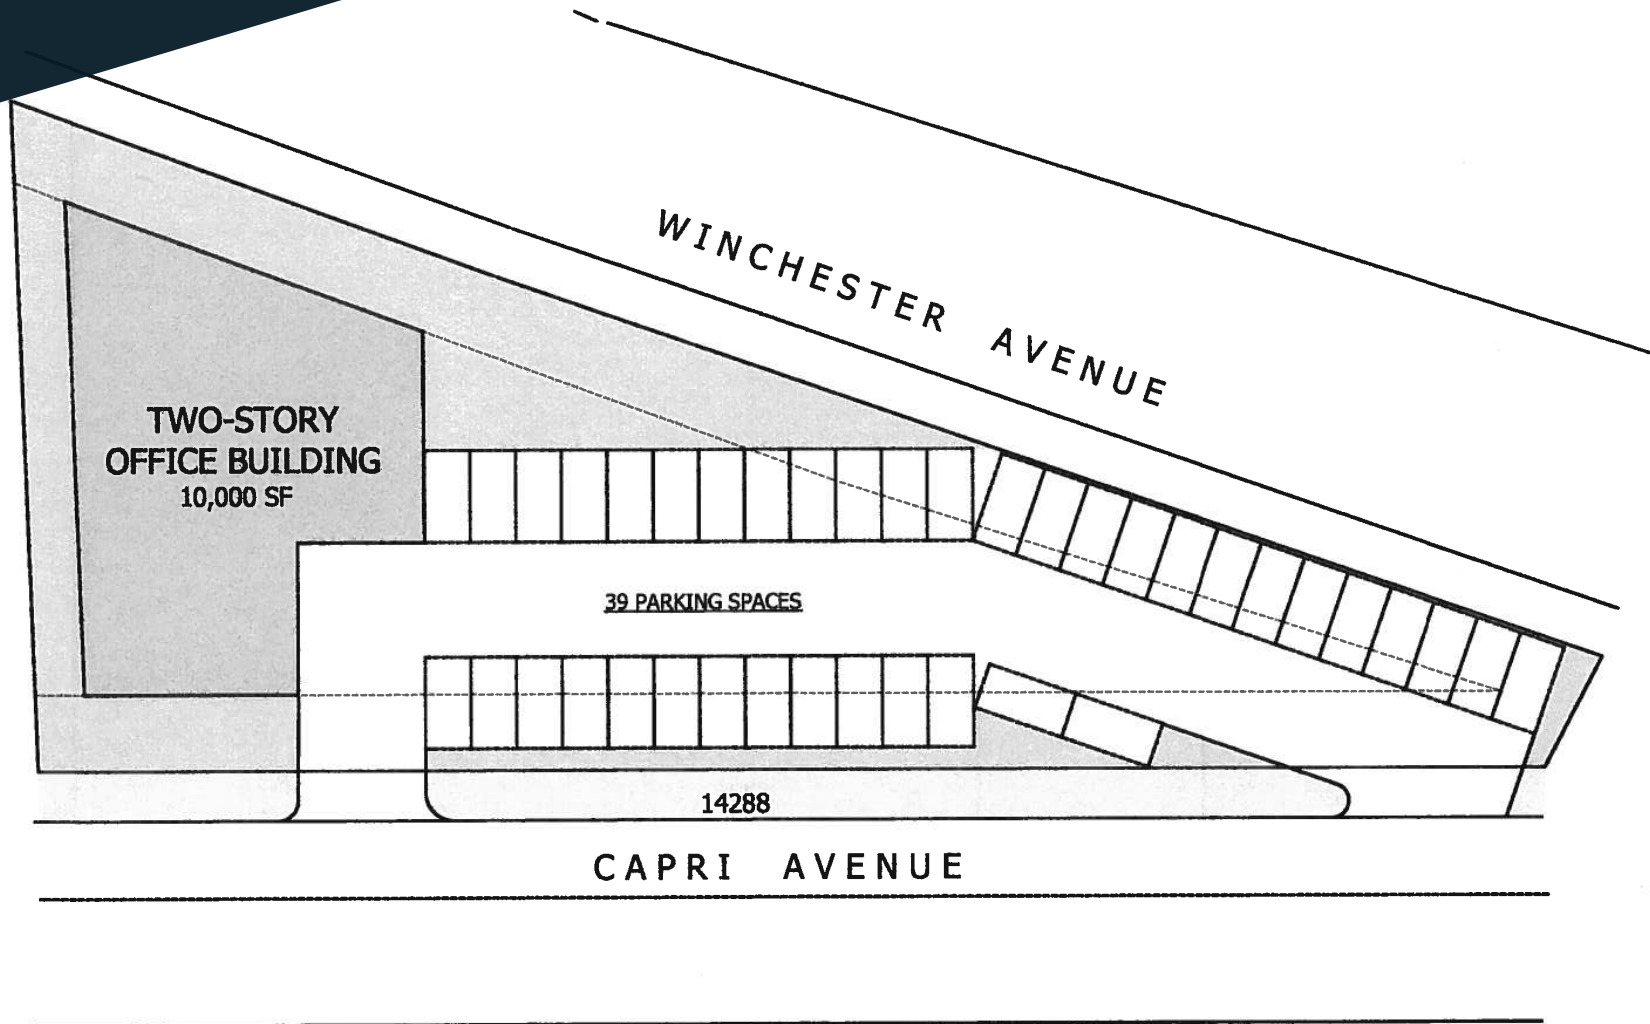 WINCHESTER AVENUE
TWO-STORY
OFFICE BUILDING
10,000 SF
39 PARKING SPACES
14288
CAPRI AVENUE